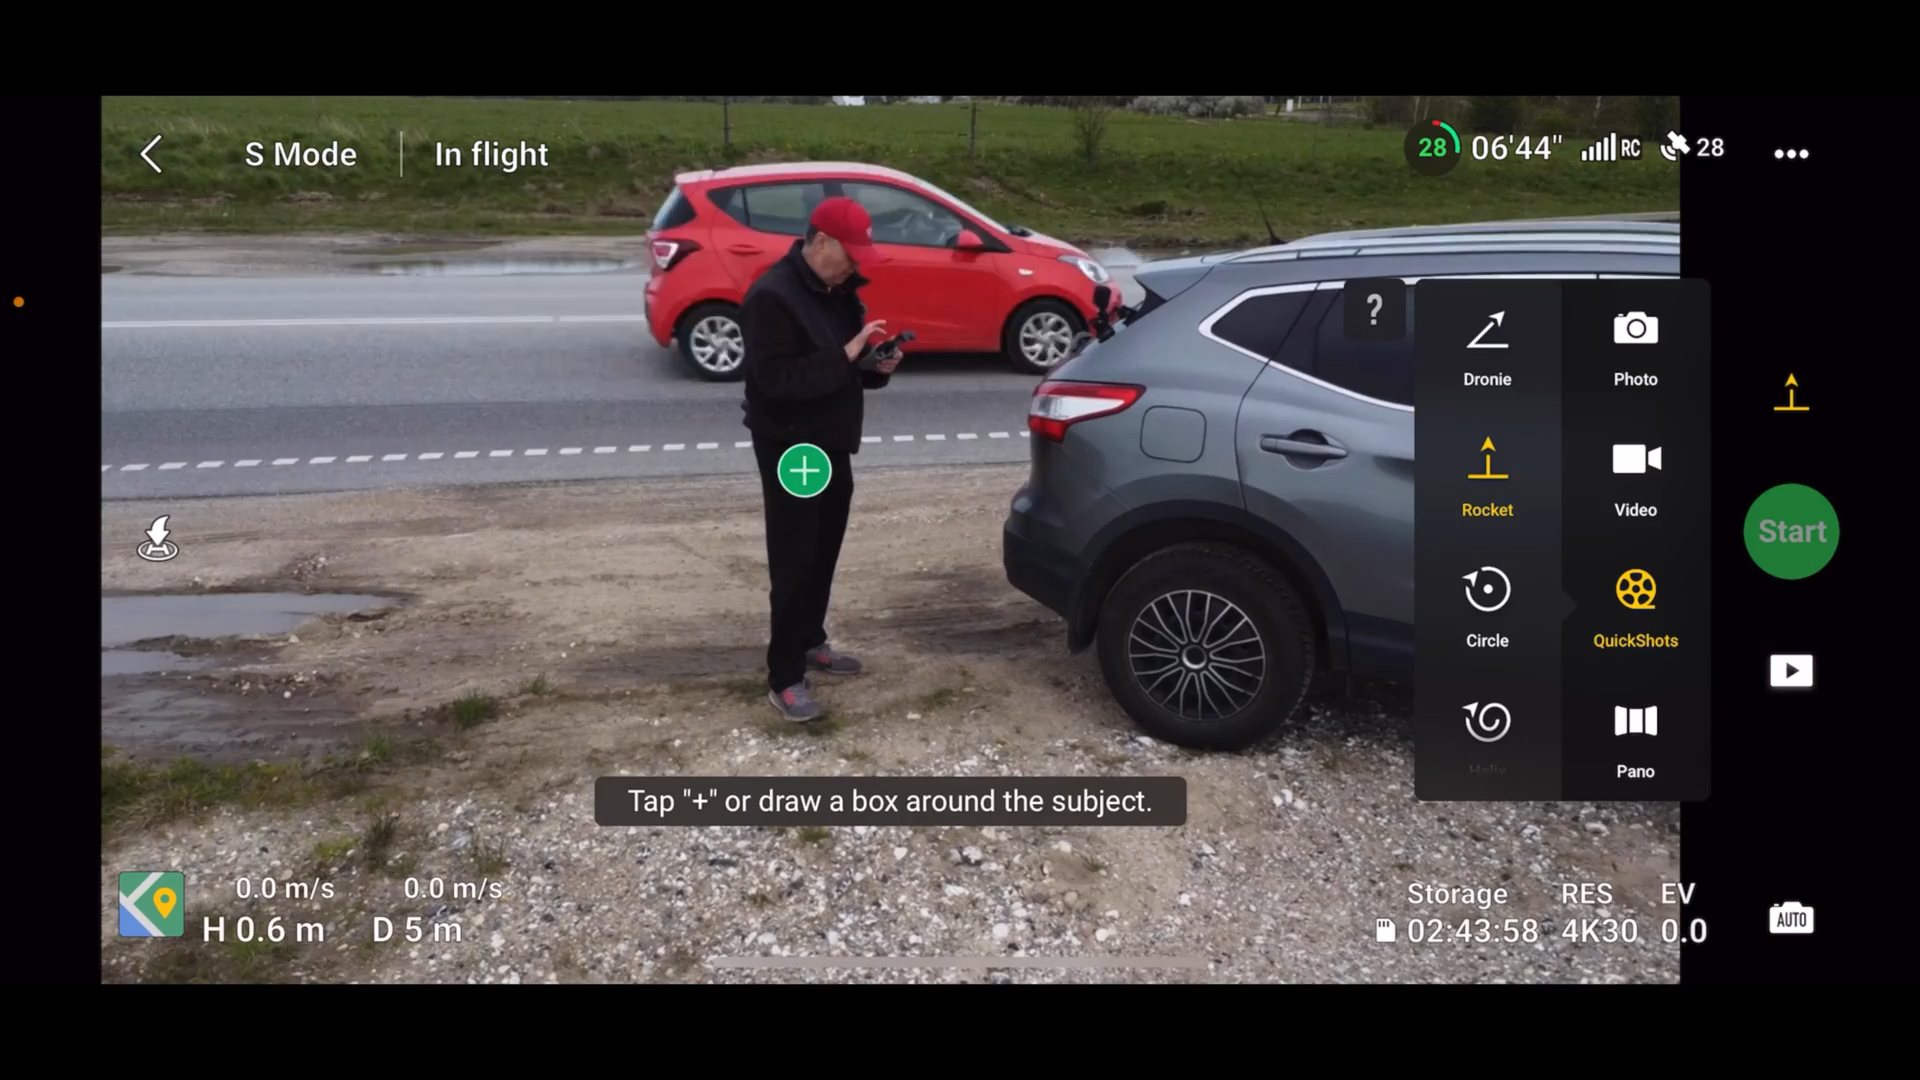 S Mode
In flight
28
06'44"
RC
28
?
Dronie
Photo
Rocket
Video
Start
Circle
QuickShots
Helix
Pano
Tap "+" or draw a box around the subject.
0.0 m/s
0.0 m/s
H 0.6 m
D 5 m
Storage
RES
EV
02:43:58
4K30
0.0
AUTO